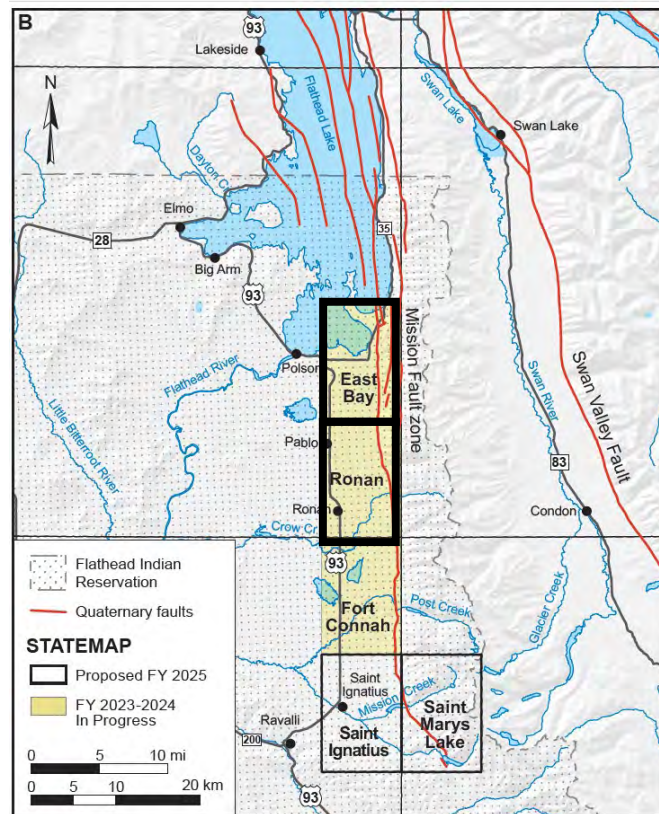 B
93
Lakeside
N
Flathead Lake
Swan Lake
Swan Lake
Dayton Cr
Elmo
28
Big Arm
35
93
Mission Fault zone
Polson
Flathead River
East
Bay
Swan River
Swan Valley Fault
Little Bitterroot River
Pablo
Ronan
83
Ronan
Condon
Crow Cr
93
Fort
Connah
Post Creek
Glacier Creek
Saint
Ignatius
Mission Creek
Saint
Marys
Lake
Ravalli
200
Saint
Ignatius
93
Flathead Indian
Reservation
Quaternary faults
STATEMAP
Proposed FY 2025
FY 2023-2024
In Progress
0 5 10 mi
0 5 10 20 km